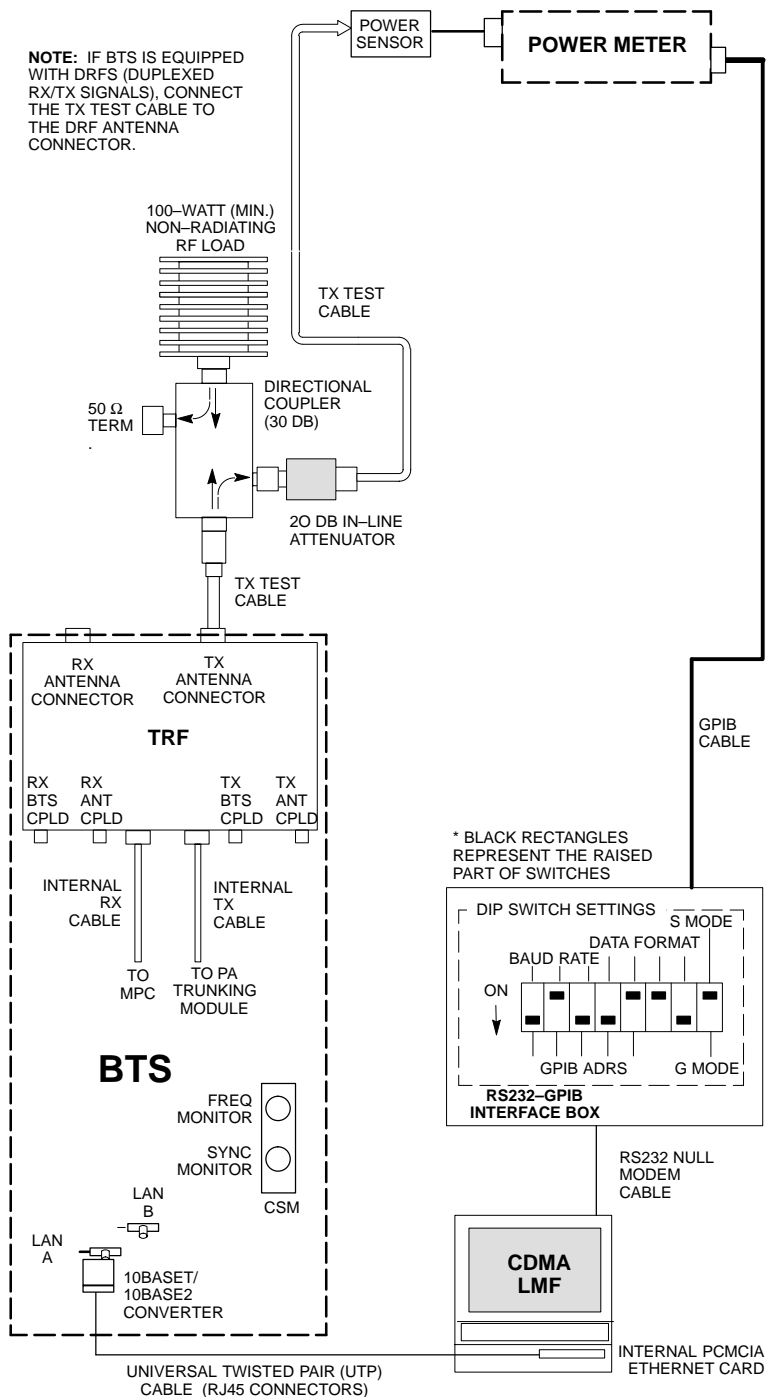 POWER
SENSOR
POWER METER
NOTE: IF BTS IS EQUIPPED
WITH DRFS (DUPLEXED
RX/TX SIGNALS), CONNECT
THE TX TEST CABLE TO
THE DRF ANTENNA
CONNECTOR.
100–WATT (MIN.)
NON–RADIATING
RF LOAD
TX TEST
CABLE
50 Ω
TERM
.
DIRECTIONAL
COUPLER
(30 DB)
2O DB IN–LINE
ATTENUATOR
TX TEST
CABLE
RX
ANTENNA
CONNECTOR
TX
ANTENNA
CONNECTOR
TRF
RX
BTS
CPLD
RX
ANT
CPLD
TX
BTS
CPLD
TX
ANT
CPLD
GPIB
CABLE
INTERNAL
RX
CABLE
INTERNAL
TX
CABLE
TO
MPC
TO PA
TRUNKING
MODULE
* BLACK RECTANGLES
REPRESENT THE RAISED
PART OF SWITCHES
DIP SWITCH SETTINGS
S MODE
DATA FORMAT
BAUD RATE
ON
GPIB ADRS
G MODE
RS232–GPIB
INTERFACE BOX
BTS
FREQ
MONITOR
SYNC
MONITOR
CSM
RS232 NULL
MODEM
CABLE
LAN
B
LAN
A
10BASET/
10BASE2
CONVERTER
CDMA
LMF
UNIVERSAL TWISTED PAIR (UTP)
CABLE (RJ45 CONNECTORS)
INTERNAL PCMCIA
ETHERNET CARD